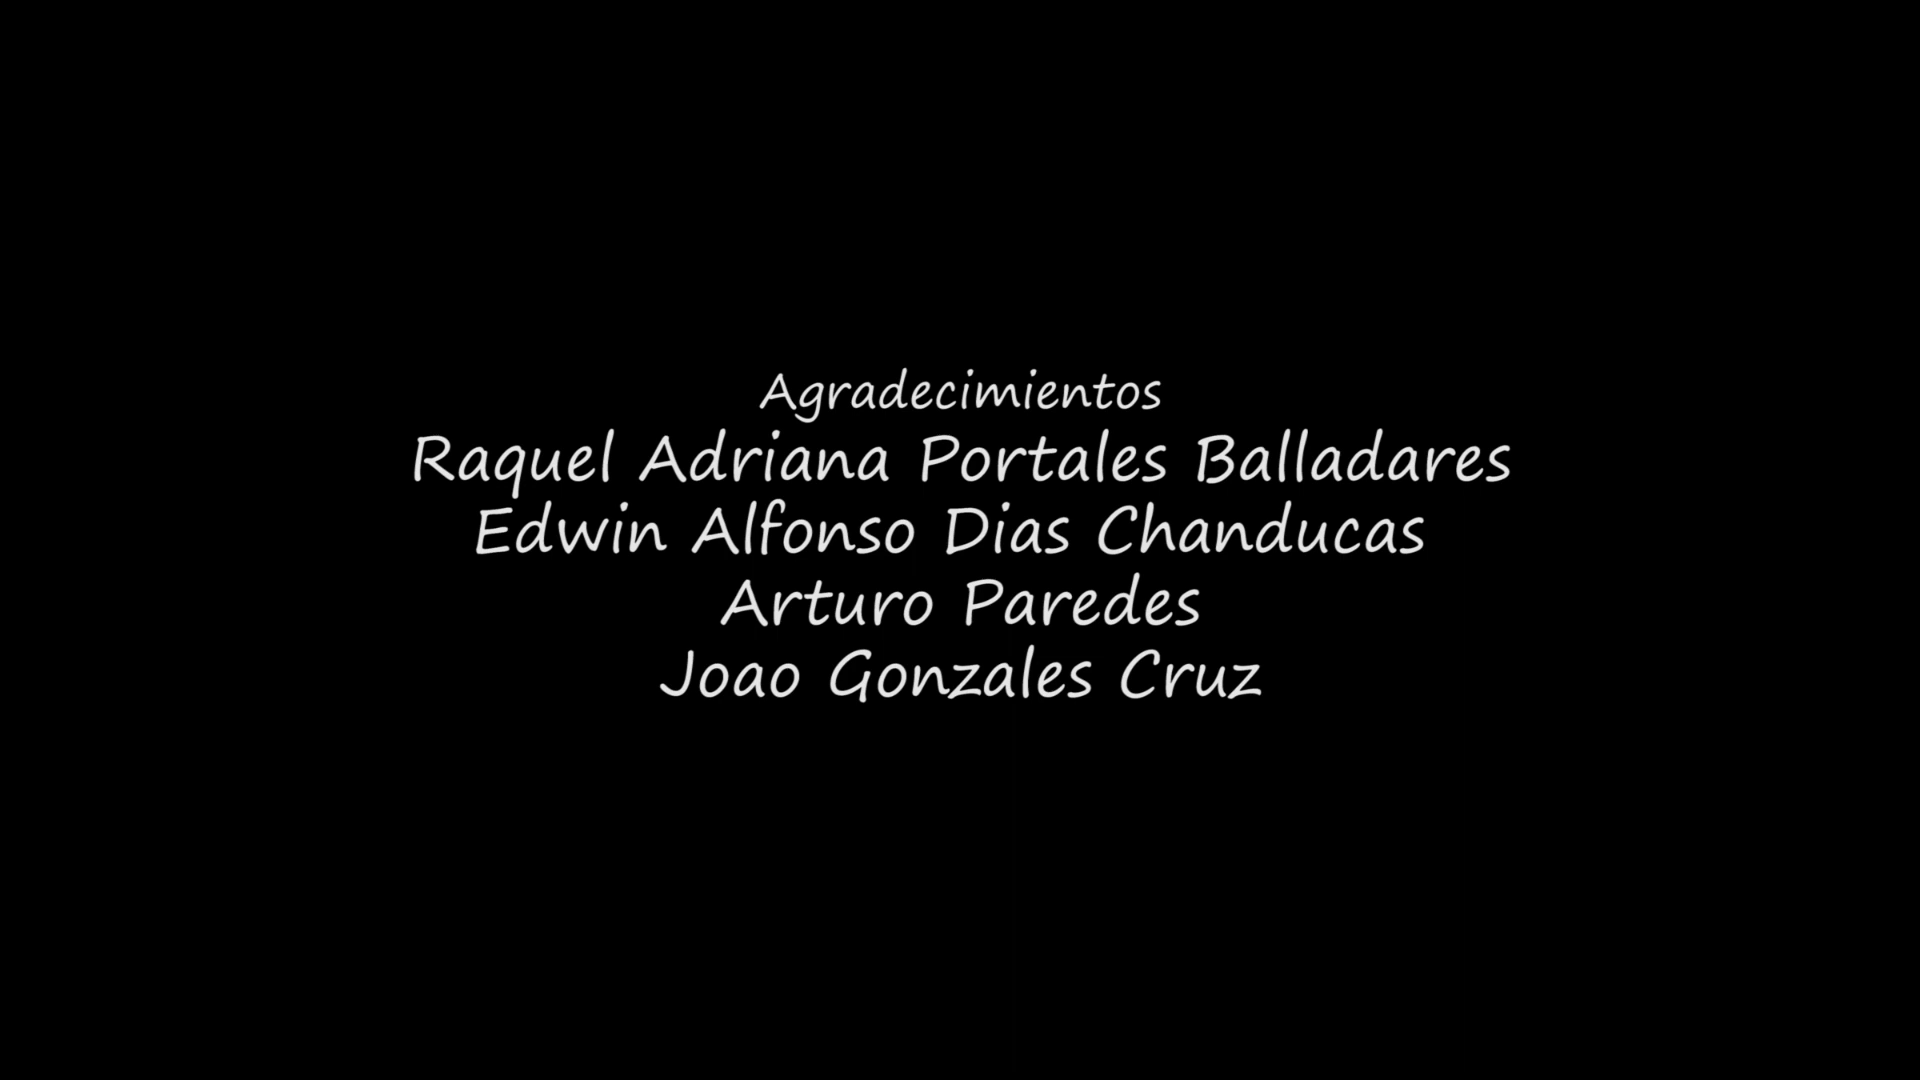 Agradecimientos
Raquel Adriana Portales Balladares
Edwin Alfonso Dias Chanducas
Arturo Paredes
Joao Gonzales Cruz